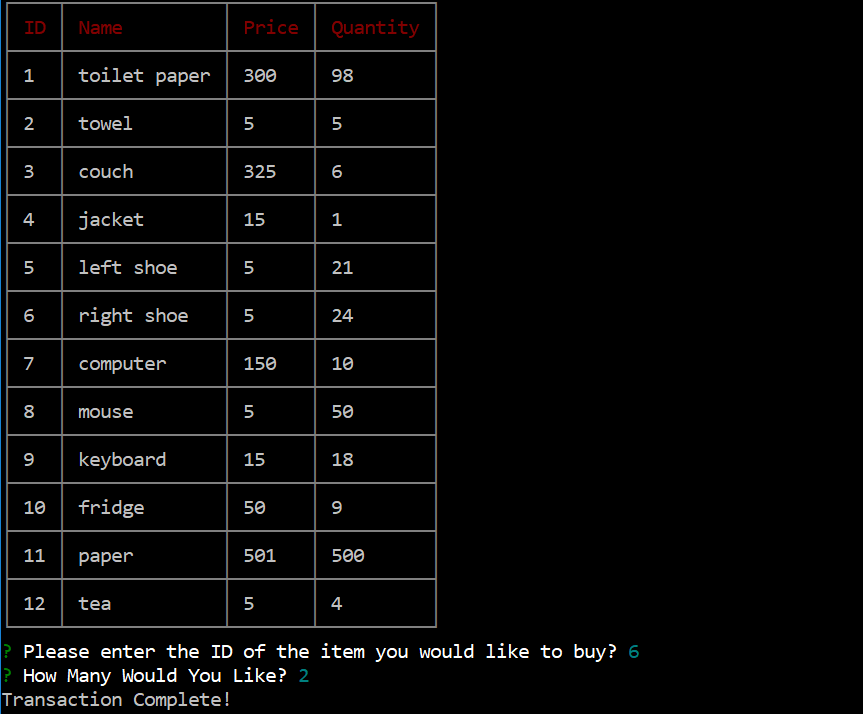 ID Name Price Quantity
1 toilet paper 300 98
2 towel 5 5
3 couch 325 6
4 jacket 15 1
5 left shoe 5 21
6 right shoe 5 24
7 computer 150 10
8 mouse 5 50
9 keyboard 15 18
10 fridge 50 9
11 paper 501 500
12 tea 5 4
? Please enter the ID of the item you would like to buy? 6
? How Many Would You Like? 2
Transaction Complete!